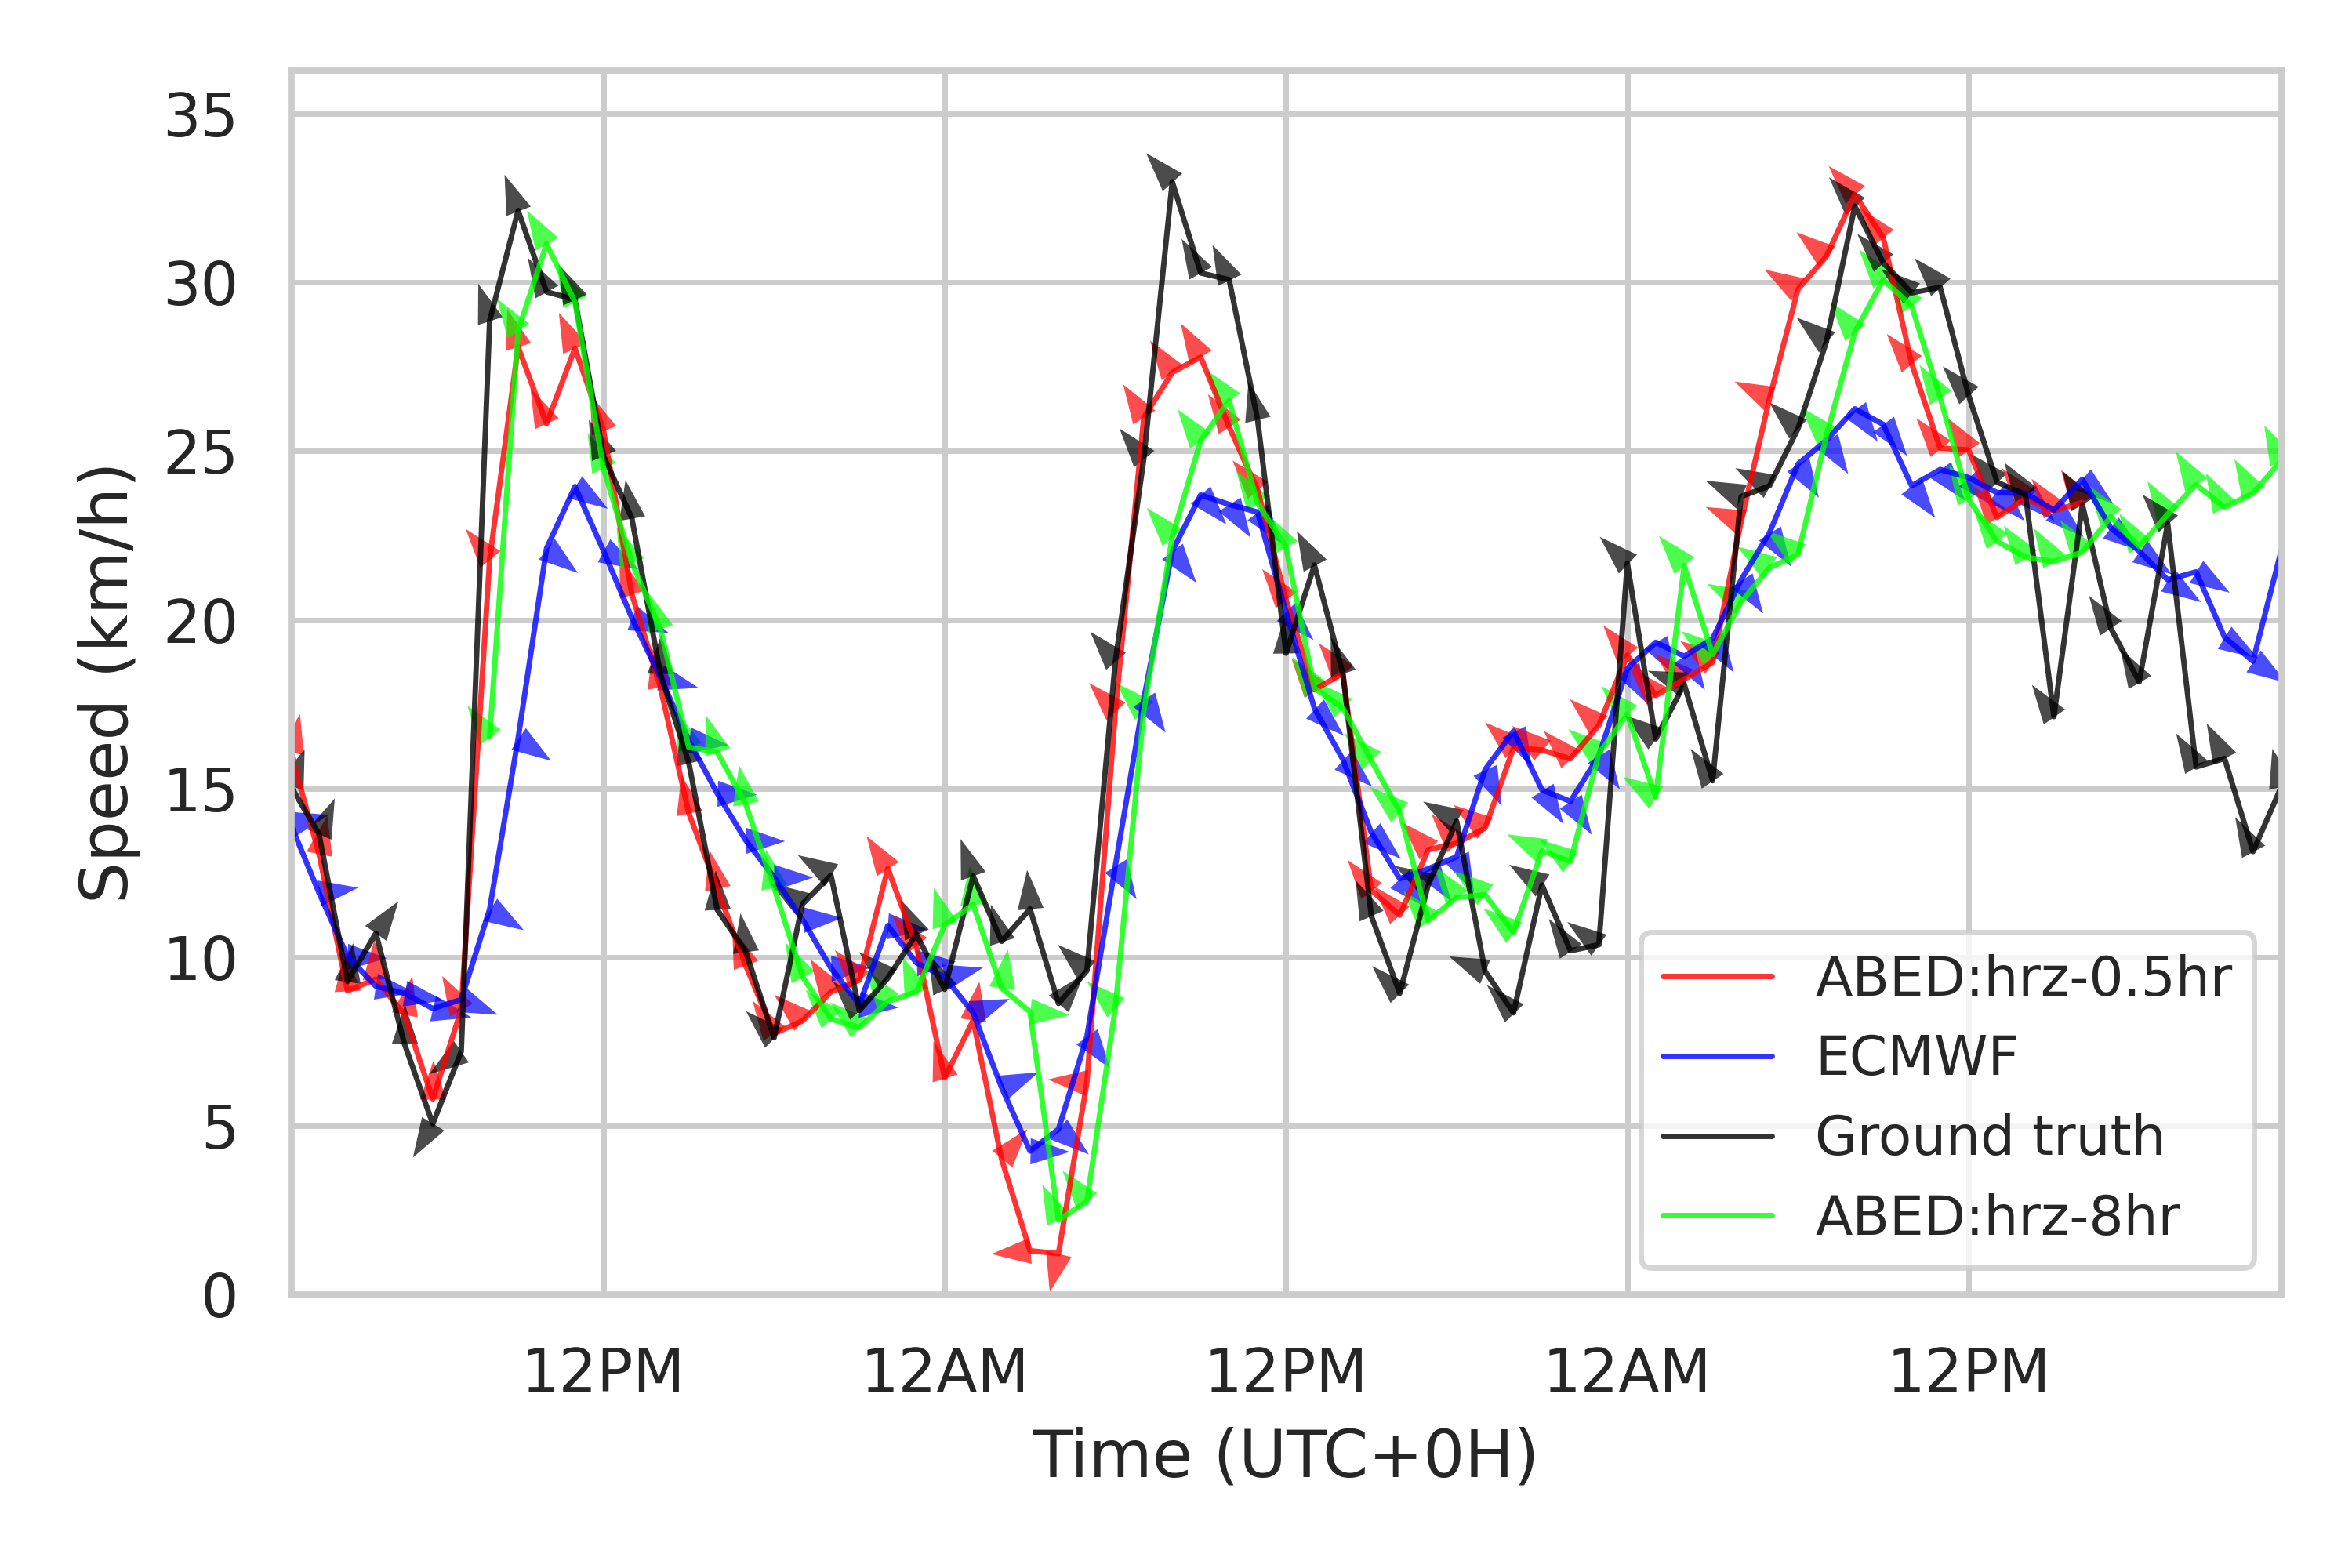 35
30
25
20
15
10
5
0
Speed (km/h)
12PM
12AM
12PM
12AM
12PM
Time (UTC+0H)
ABED:hrz-0.5hr
ECMWF
Ground truth
ABED:hrz-8hr